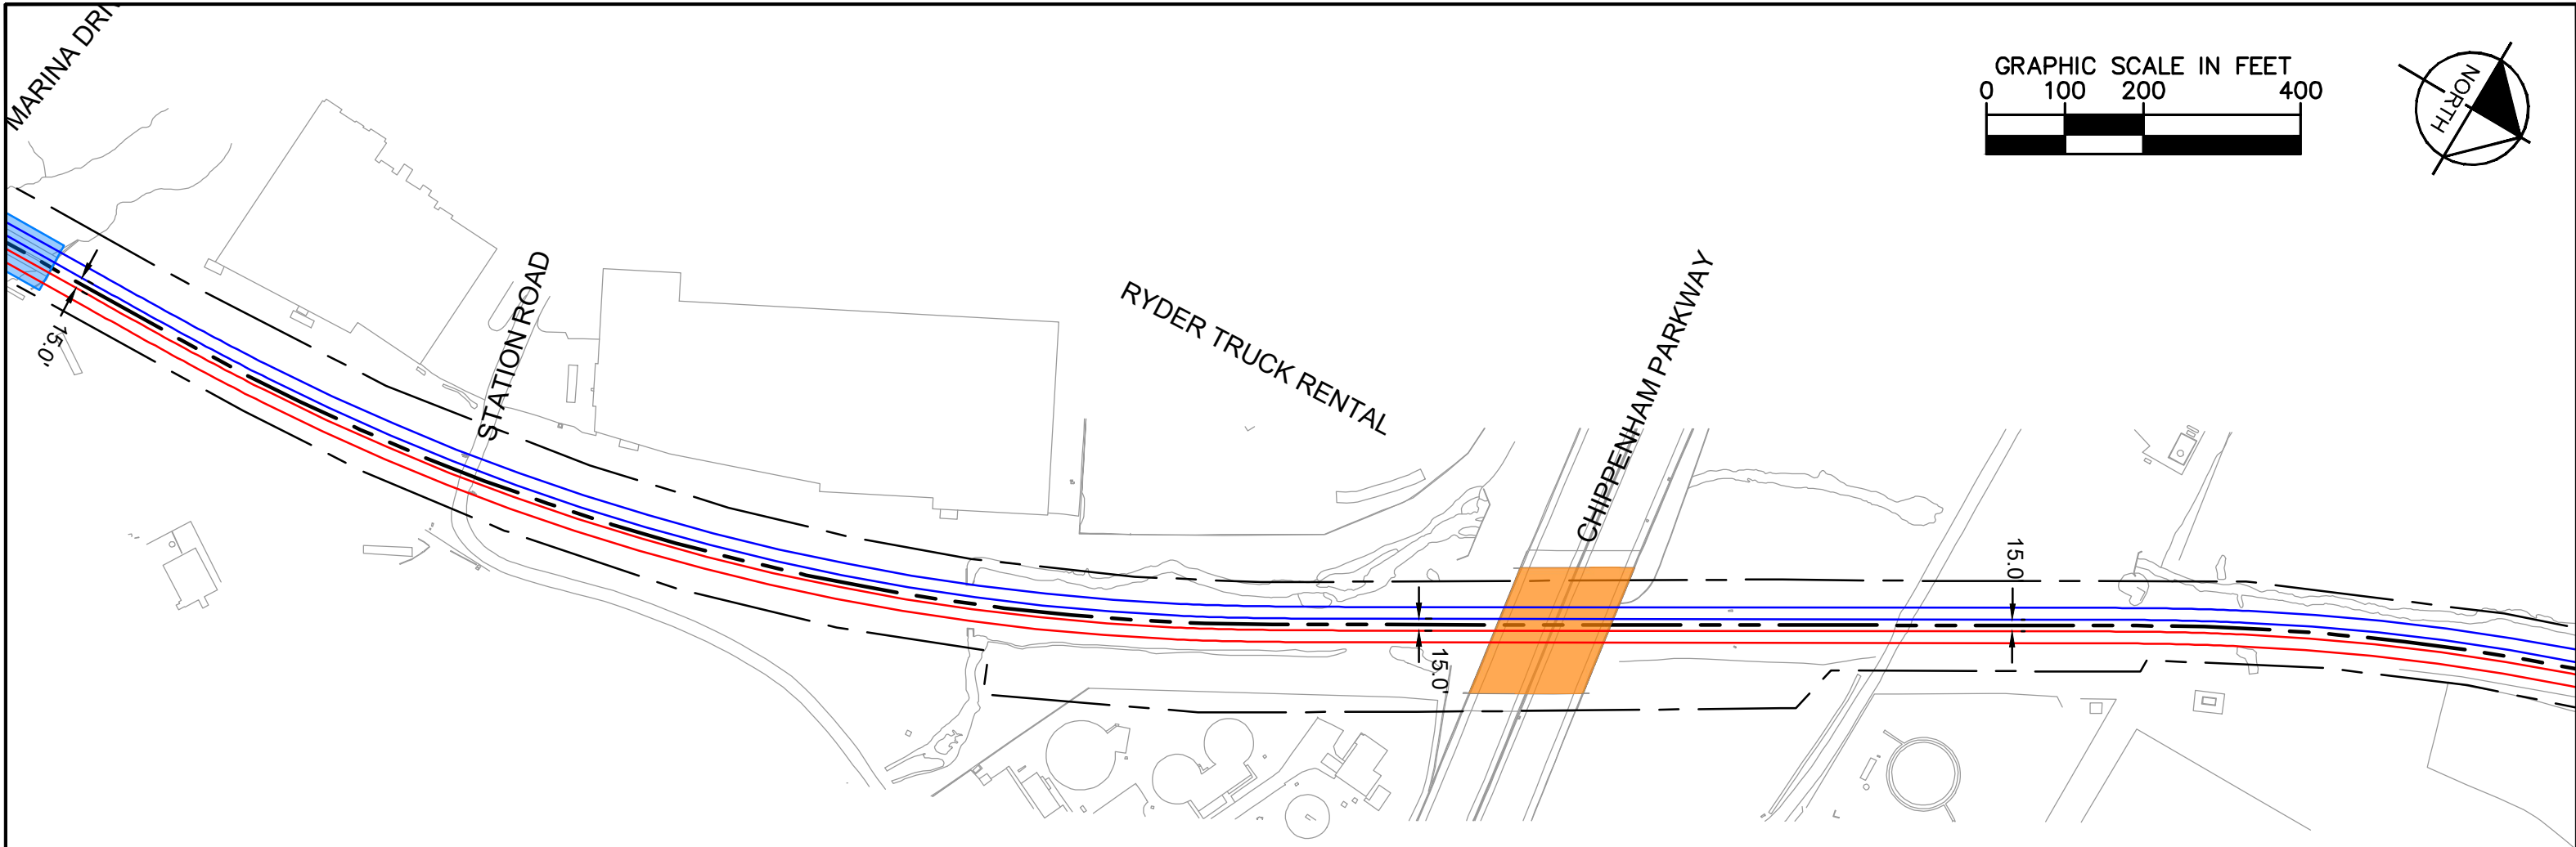 MARINA DRI
GRAPHIC SCALE IN FEET
0 100 200 400
NORTH
STATION ROAD
RYDER TRUCK RENTAL
CHIPPENHAM PARKWAY
15.0'
15.0'
15.0'